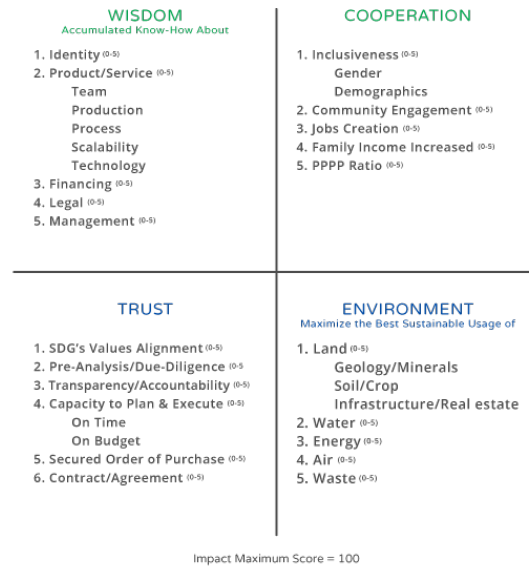 WISDOM
Accumulated Know-How About
1. Identity (0-5)
2. Product/Service (0-5)
Team
Production
Process
Scalability
Technology
3. Financing (0-5)
4. Legal (0-5)
5. Management (0-5)
COOPERATION
1. Inclusiveness (0-5)
Gender
Demographics
2. Community Engagement (0-5)
3. Jobs Creation (0-5)
4. Family Income Increased (0-5)
5. PPPP Ratio (0-5)
TRUST
1. SDG's Values Alignment (0-5)
2. Pre-Analysis/Due-Diligence (0-5
3. Transparency/Accountability (0-5)
4. Capacity to Plan & Execute (0-5)
On Time
On Budget
5. Secured Order of Purchase (0-5)
6. Contract/Agreement (0-5)
ENVIRONMENT
Maximize the Best Sustainable Usage of
1. Land (0-5)
Geology/Minerals
Soil/Crop
Infrastructure/Real estate
2. Water (0-5)
3. Energy (0-5)
4. Air (0-5)
5. Waste (0-5)
Impact Maximum Score = 100